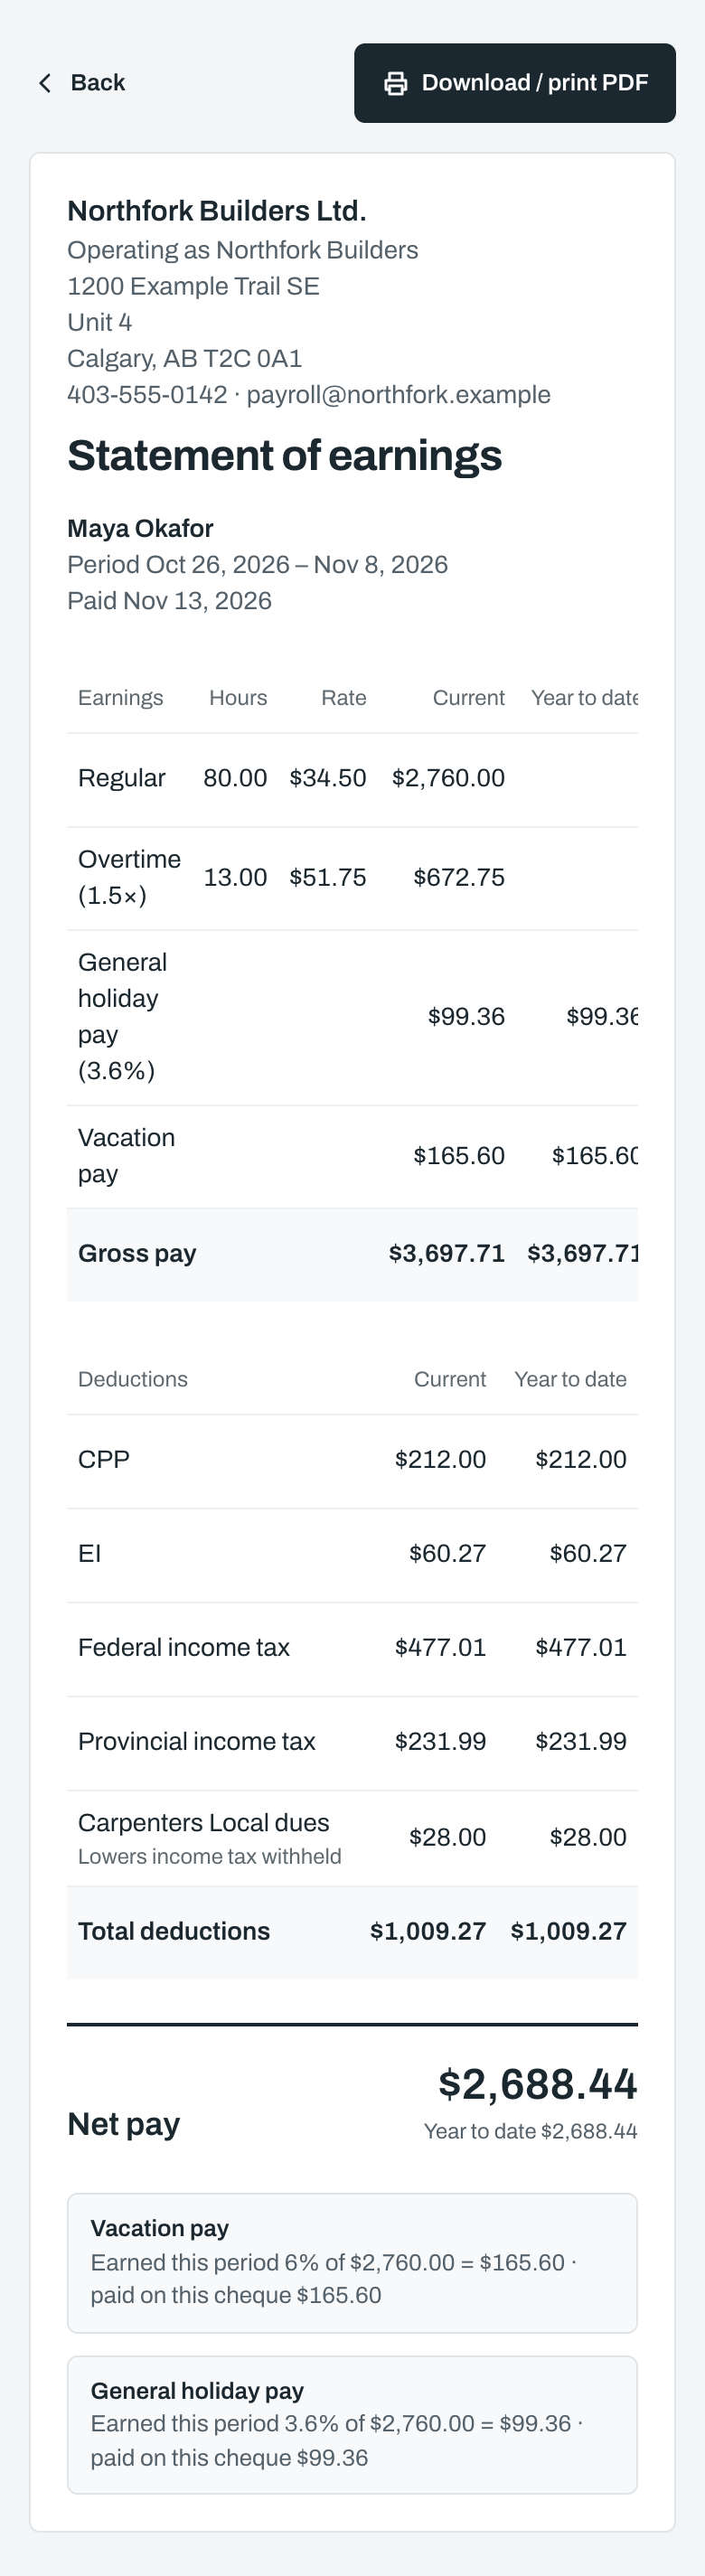 Back
Download / print PDF
Northfork Builders Ltd.
Operating as Northfork Builders
1200 Example Trail SE
Unit 4
Calgary, AB T2C 0A1
403-555-0142 · payroll@northfork.example
Statement of earnings
Maya Okafor
Period Oct 26, 2026 – Nov 8, 2026
Paid Nov 13, 2026
Earnings Hours Rate Current Year to date
Regular 80.00 $34.50 $2,760.00
Overtime
(1.5×) 13.00 $51.75 $672.75
General
holiday
pay
(3.6%) $99.36 $99.36
Vacation
pay $165.60 $165.60
Gross pay $3,697.71 $3,697.71
Deductions Current Year to date
CPP $212.00 $212.00
EI $60.27 $60.27
Federal income tax $477.01 $477.01
Provincial income tax $231.99 $231.99
Carpenters Local dues $28.00 $28.00
Lowers income tax withheld
Total deductions $1,009.27 $1,009.27
Net pay $2,688.44
Year to date $2,688.44
Vacation pay
Earned this period 6% of $2,760.00 = $165.60 ·
paid on this cheque $165.60
General holiday pay
Earned this period 3.6% of $2,760.00 = $99.36 ·
paid on this cheque $99.36